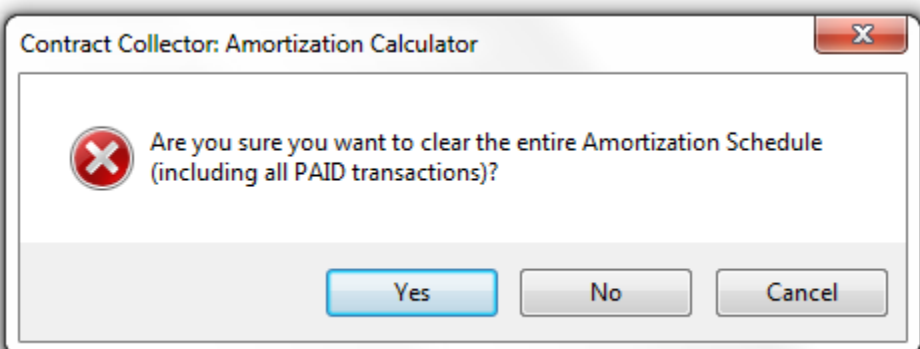 Contract Collector: Amortization Calculator
Are you sure you want to clear the entire Amortization Schedule
(including all PAID transactions)?
Yes No Cancel